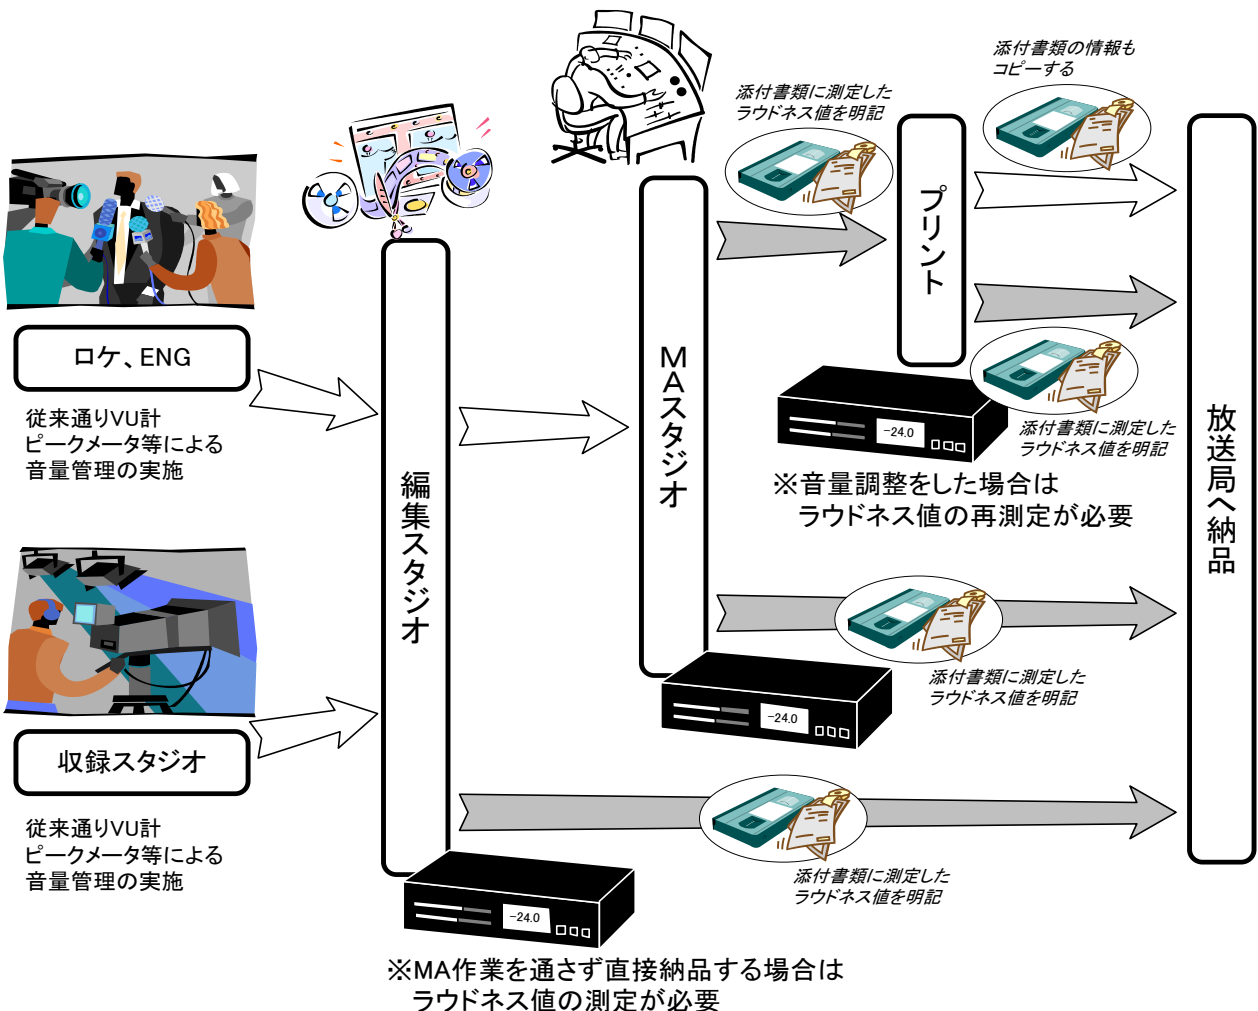 添付書類の情報も
コピーする
添付書類に測定した
ラウドネス値を明記
プリント
ロケ、ENG
従来通りVU計
ピークメータ等による
音量管理の実施
MAスタジオ
-24.0
添付書類に測定した
ラウドネス値を明記
※音量調整をした場合は
ラウドネス値の再測定が必要
放送局へ納品
編集スタジオ
収録スタジオ
従来通りVU計
ピークメータ等による
音量管理の実施
添付書類に測定した
ラウドネス値を明記
-24.0
添付書類に測定した
ラウドネス値を明記
-24.0
※MA作業を通さず直接納品する場合は
ラウドネス値の測定が必要